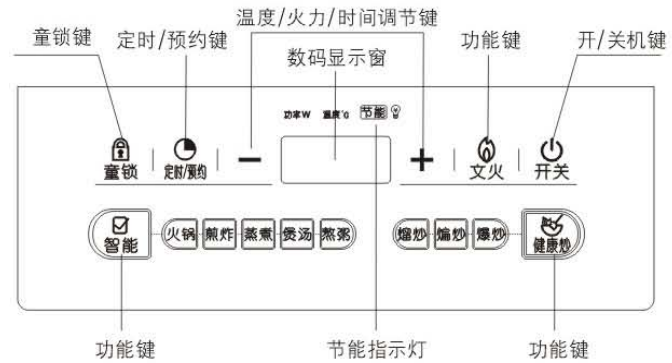 温度/火力/时间调节键
童锁键 定时/预约键 数码显示窗 功能键 开/关机键
功率W 温度℃ 节能
童锁 定时/预约 − + 文火 开关
智能 火锅 煎炸 蒸煮 煲汤 熬粥 熘炒 煸炒 爆炒 健康炒
功能键 节能指示灯 功能键